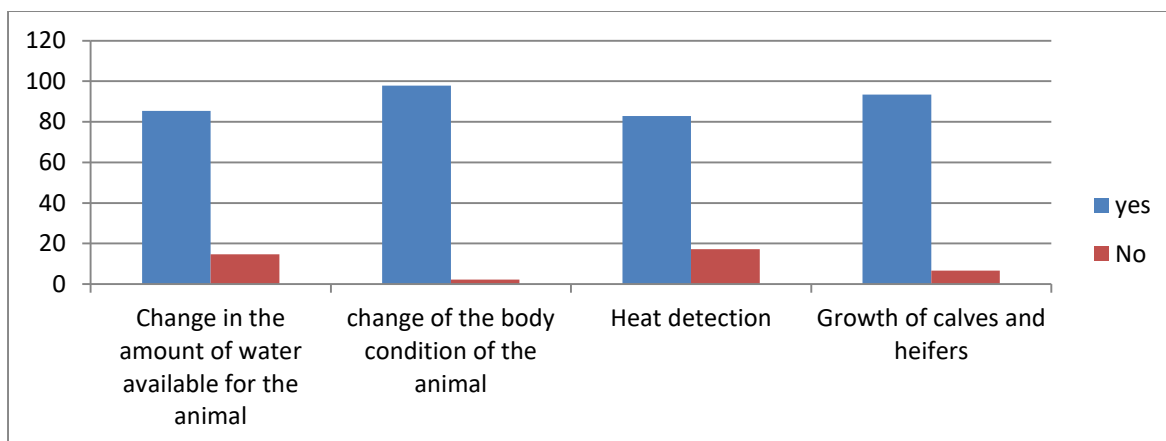 120
100
80
60
40
20
0
Change in the
amount of water
available for the
animal
change of the body
condition of the
animal
Heat detection
Growth of calves and
heifers
yes
No